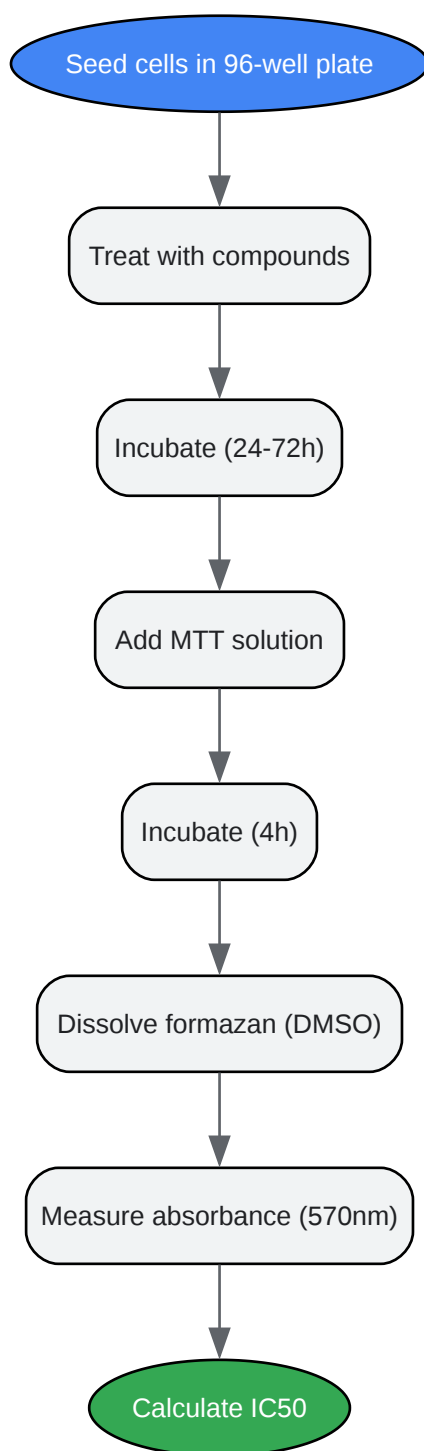 Seed cells in 96-well plate
Treat with compounds
Incubate (24-72h)
Add MTT solution
Incubate (4h)
Dissolve formazan (DMSO)
Measure absorbance (570nm)
Calculate IC50